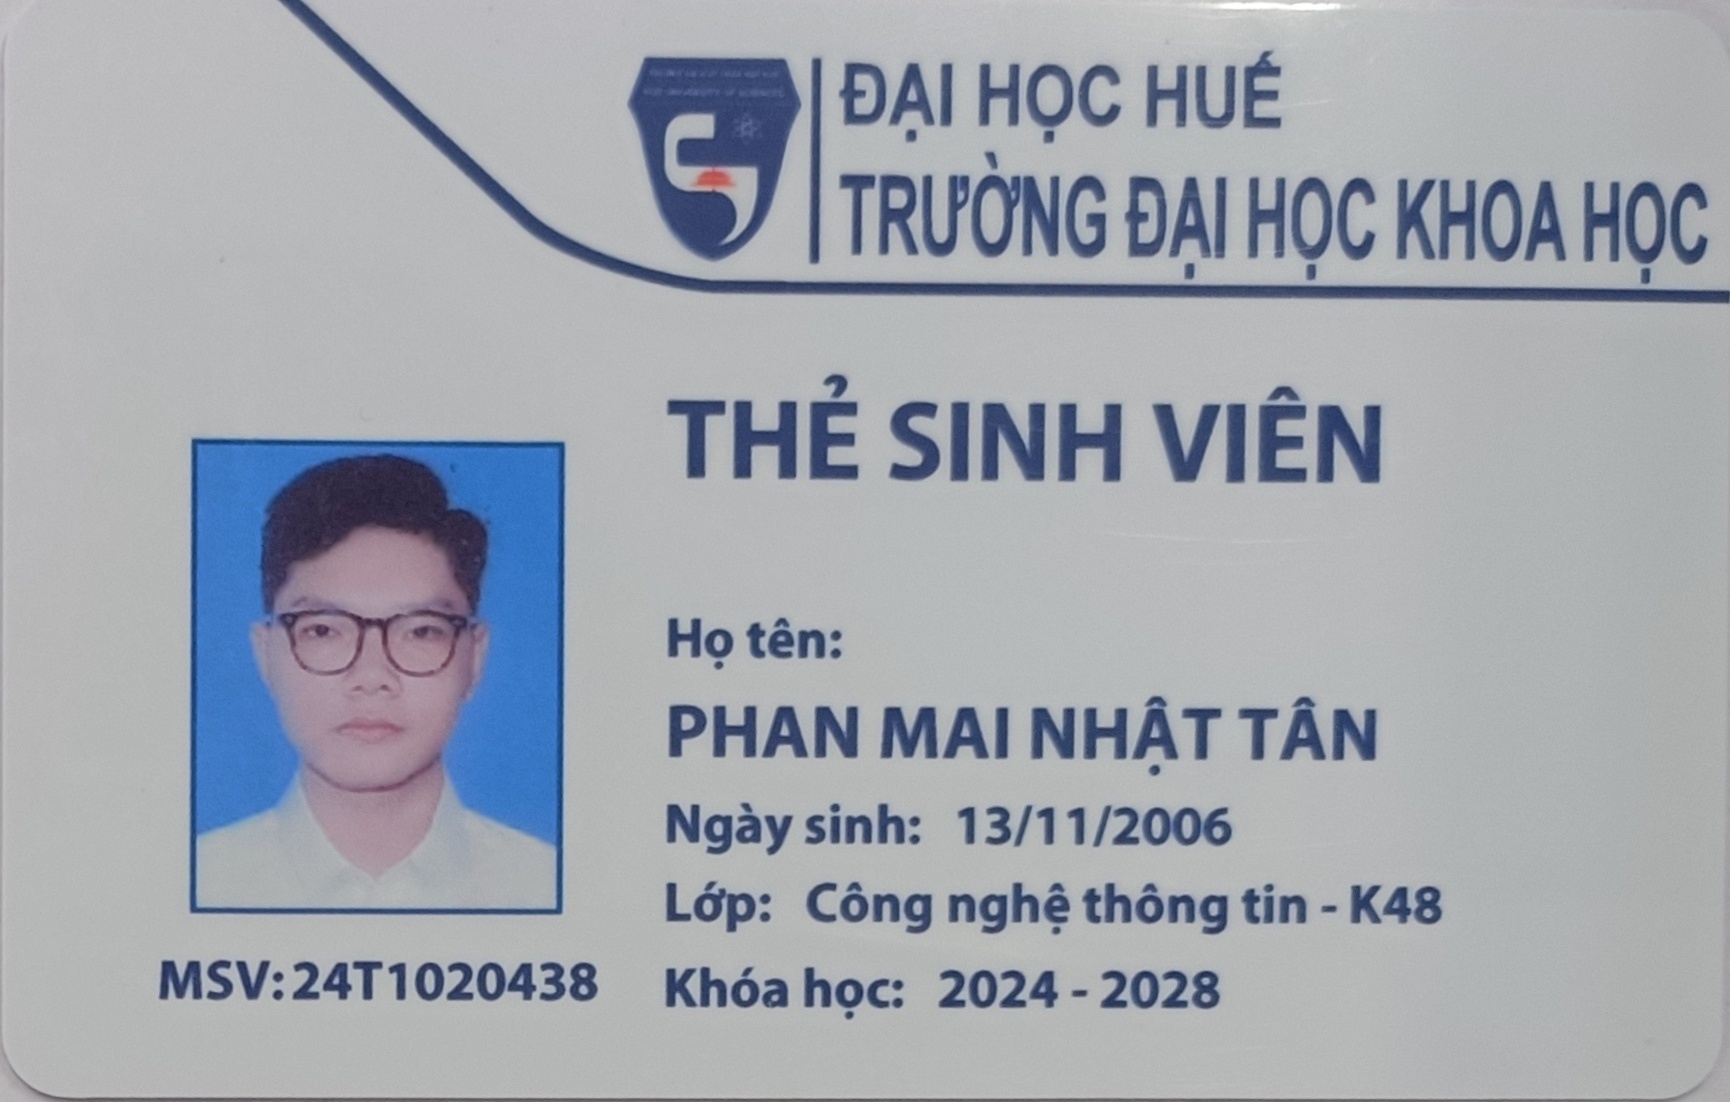 ĐẠI HỌC HUẾ
TRƯỜNG ĐẠI HỌC KHOA HỌC
THẺ SINH VIÊN
Họ tên:
PHAN MAI NHẬT TÂN
Ngày sinh: 13/11/2006
Lớp: Công nghệ thông tin - K48
Khóa học: 2024 - 2028
MSV: 24T1020438